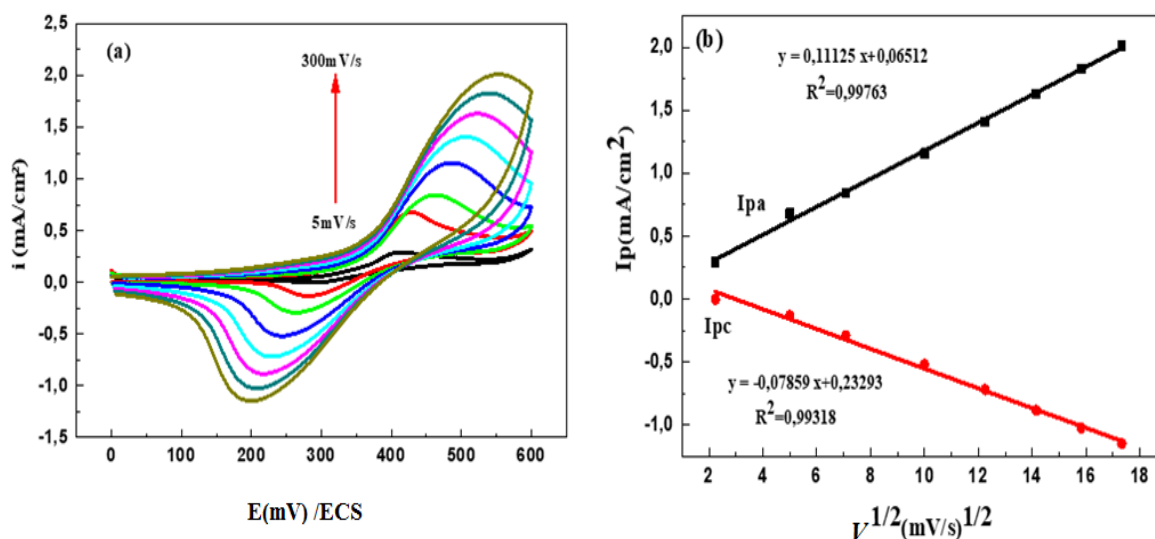 (a)
300mV/s
5mV/s
2,5
2,0
1,5
1,0
0,5
0,0
-0,5
-1,0
-1,5
i (mA/cm²)
0 100 200 300 400 500 600
E(mV) /ECS
(b)
y = 0,11125 x+0,06512
R²=0,99763
Ipa
Ipc
y = -0,07859 x+0,23293
R²=0,99318
2,0
1,5
1,0
0,5
0,0
-0,5
-1,0
Ip(mA/cm²)
2 4 6 8 10 12 14 16 18
V^1/2(mV/s)^1/2